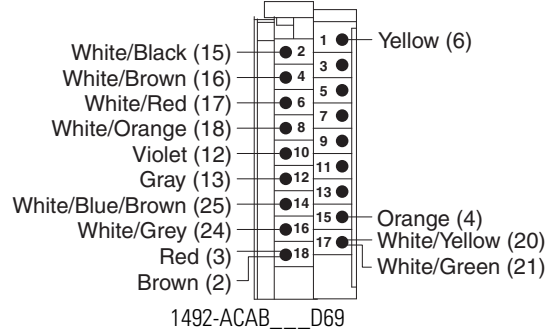 1 Yellow (6)
White/Black (15) 2
3
White/Brown (16) 4
5
White/Red (17) 6
7
White/Orange (18) 8
9
Violet (12) 10
11
Gray (13) 12
13
White/Blue/Brown (25) 14
15 Orange (4)
White/Grey (24) 16
17 White/Yellow (20)
Red (3) 18
White/Green (21)
Brown (2)
1492-ACAB___D69